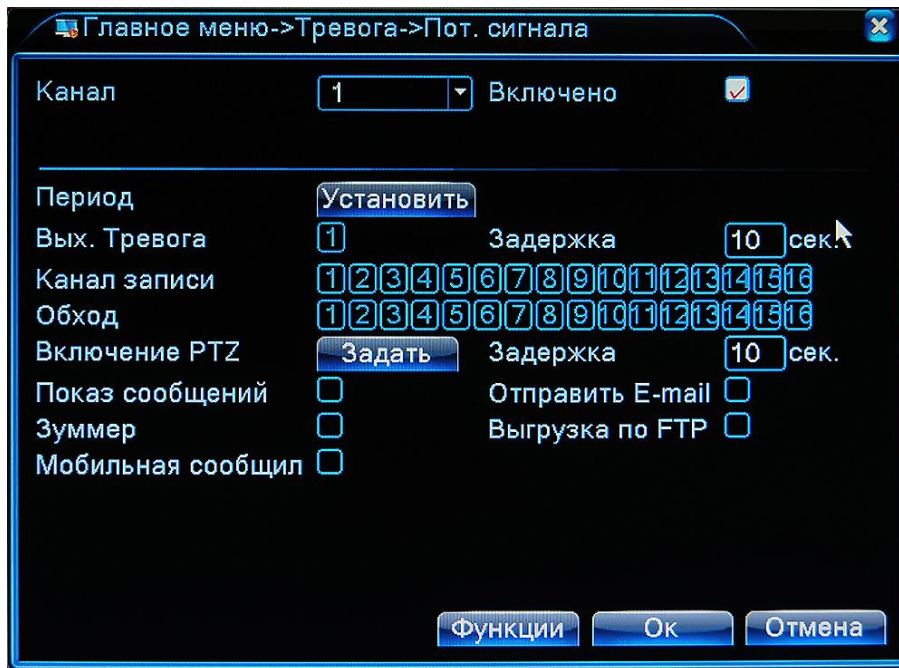 Главное меню->Тревога->Пот. сигнала
Канал 1 Включено
Период Установить
Вых. Тревога 1 Задержка 10 сек.
Канал записи 1 2 3 4 5 6 7 8 9 10 11 12 13 14 15 16
Обход 1 2 3 4 5 6 7 8 9 10 11 12 13 14 15 16
Включение PTZ Задать Задержка 10 сек.
Показ сообщений Отправить E-mail
Зуммер Выгрузка по FTP
Мобильная сообщил
Функции Ок Отмена